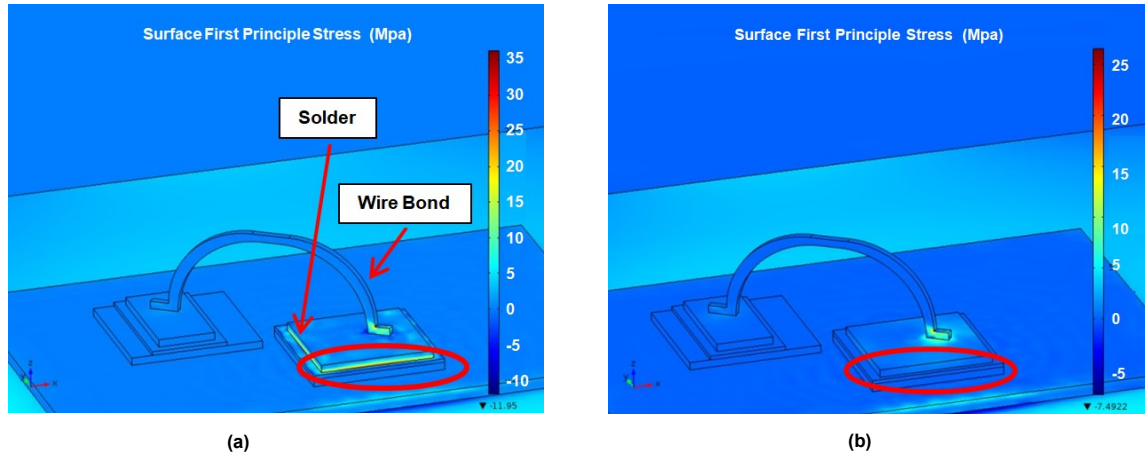 Surface First Principle Stress (Mpa)
35
30
25
20
15
10
5
0
-5
-10
▼ -11.95
Solder
Wire Bond
z
y
x
(a)
Surface First Principle Stress (Mpa)
25
20
15
10
5
0
-5
▼ -7.4922
z
y
x
(b)